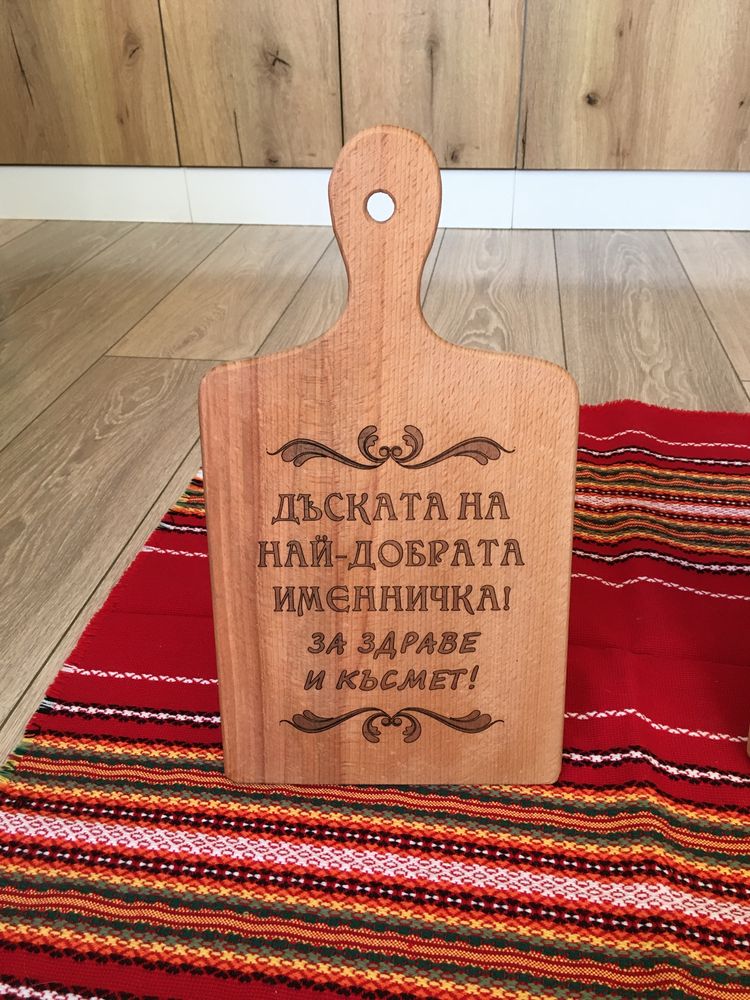 ДЪСКАТА НА
НАЙ-ДОБРАТА
ИМЕННИЧКА!
ЗА ЗДРАВЕ
И КЪСМЕТ!